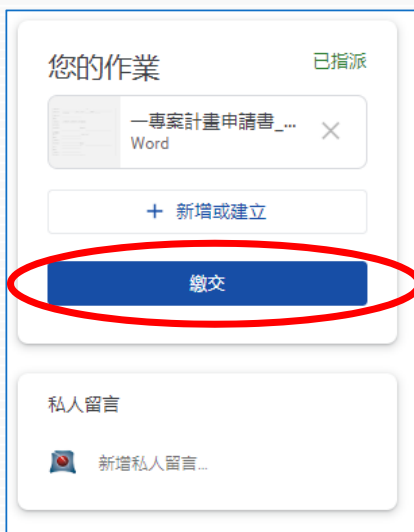 您的作業
已指派
一專案計畫申請書_...
Word
+ 新增或建立
繳交
私人留言
新增私人留言...